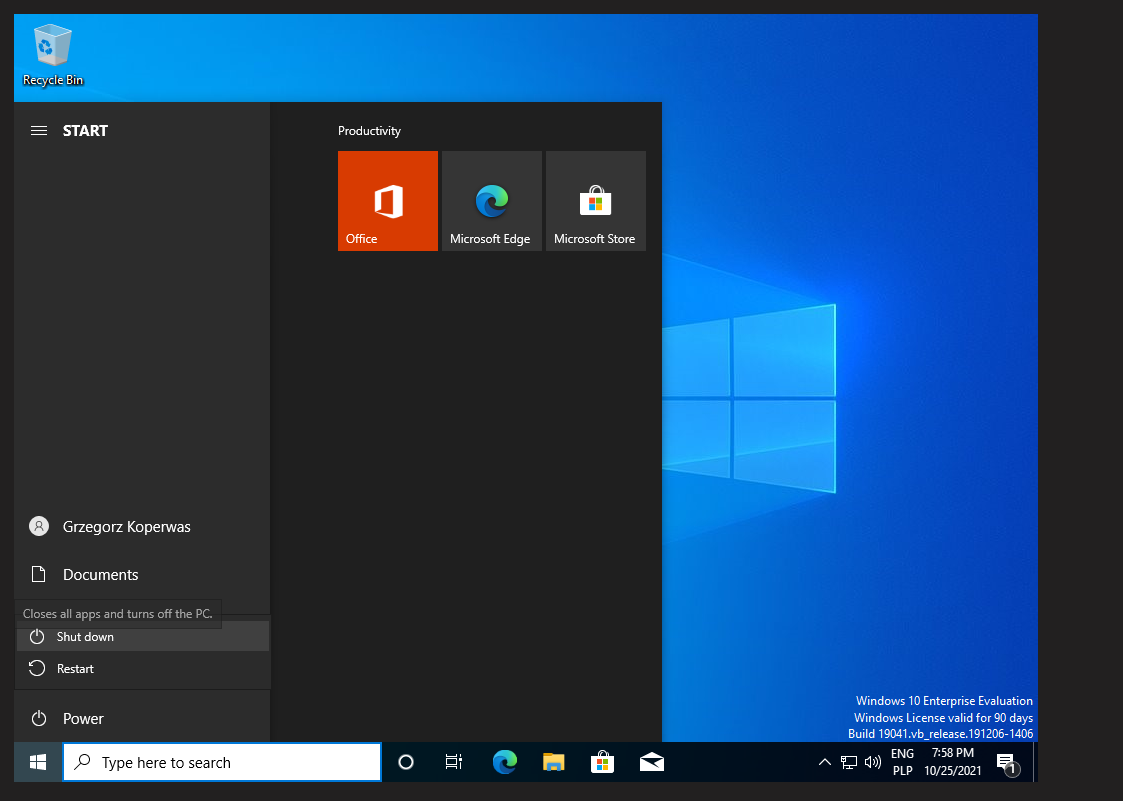 Recycle Bin
START
Productivity
Office
Microsoft Edge
Microsoft Store
Grzegorz Koperwas
Documents
Closes all apps and turns off the PC.
Shut down
Restart
Power
Windows 10 Enterprise Evaluation
Windows License valid for 90 days
Build 19041.vb_release.191206-1406
Type here to search
ENG
PLP
7:58 PM
10/25/2021
1